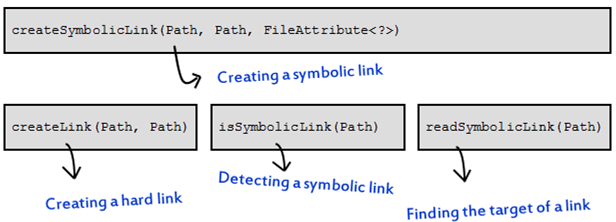 createSymbolicLink(Path, Path, FileAttribute<?>)
Creating a symbolic link
createLink(Path, Path)
isSymbolicLink(Path)
readSymbolicLink(Path)
Creating a hard link
Detecting a symbolic link
Finding the target of a link